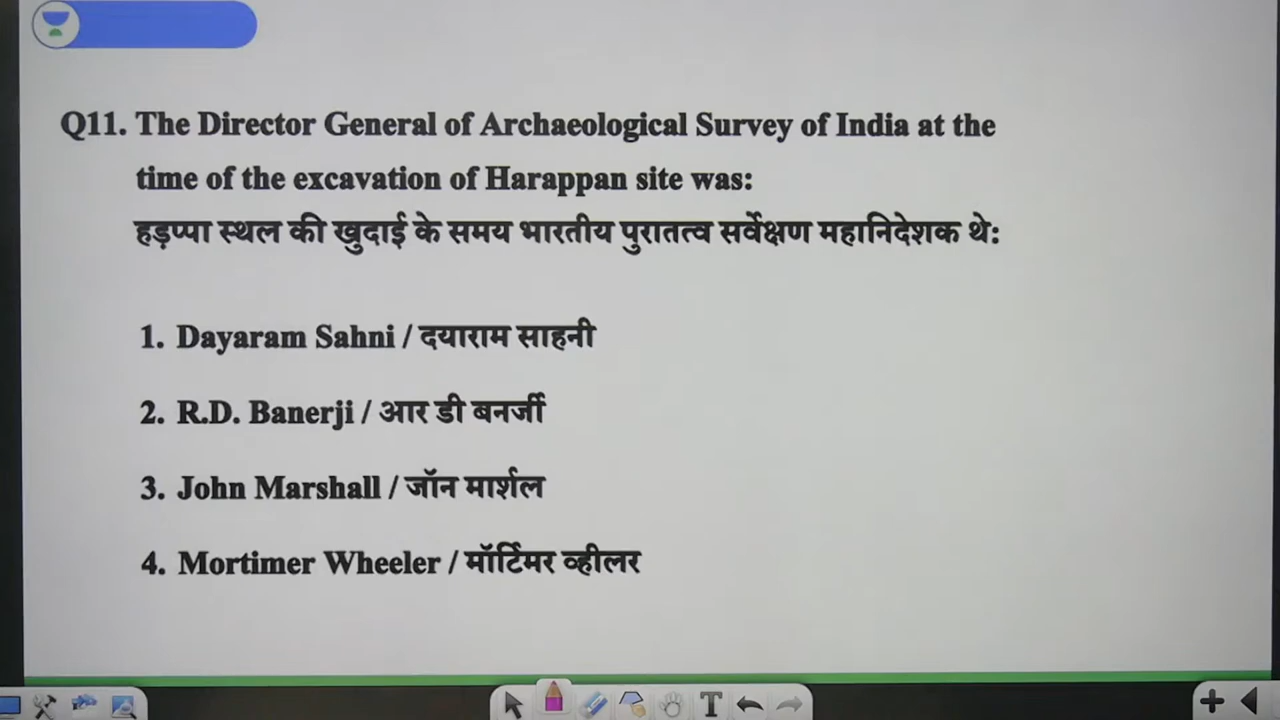 Q11. The Director General of Archaeological Survey of India at the
time of the excavation of Harappan site was:
हड़प्पा स्थल की खुदाई के समय भारतीय पुरातत्व सर्वेक्षण महानिदेशक थे:
1. Dayaram Sahni / दयाराम साहनी
2. R.D. Banerji / आर डी बनर्जी
3. John Marshall / जॉन मार्शल
4. Mortimer Wheeler / मॉर्टिमर व्हीलर
T